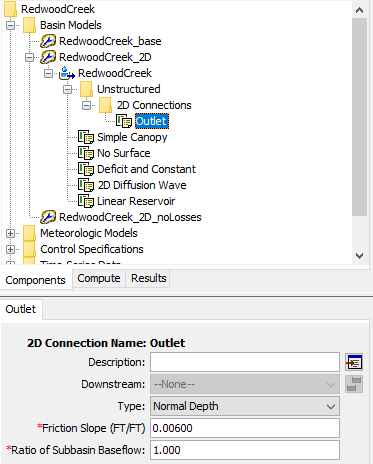 RedwoodCreek
Basin Models
RedwoodCreek_base
RedwoodCreek_2D
RedwoodCreek
Unstructured
2D Connections
Outlet
Simple Canopy
No Surface
Deficit and Constant
2D Diffusion Wave
Linear Reservoir
RedwoodCreek_2D_noLosses
Meteorologic Models
Control Specifications
Time-Series Data
Components Compute Results
Outlet
2D Connection Name: Outlet
Description:
Downstream: --None--
Type: Normal Depth
*Friction Slope (FT/FT) 0.00600
*Ratio of Subbasin Baseflow: 1.000